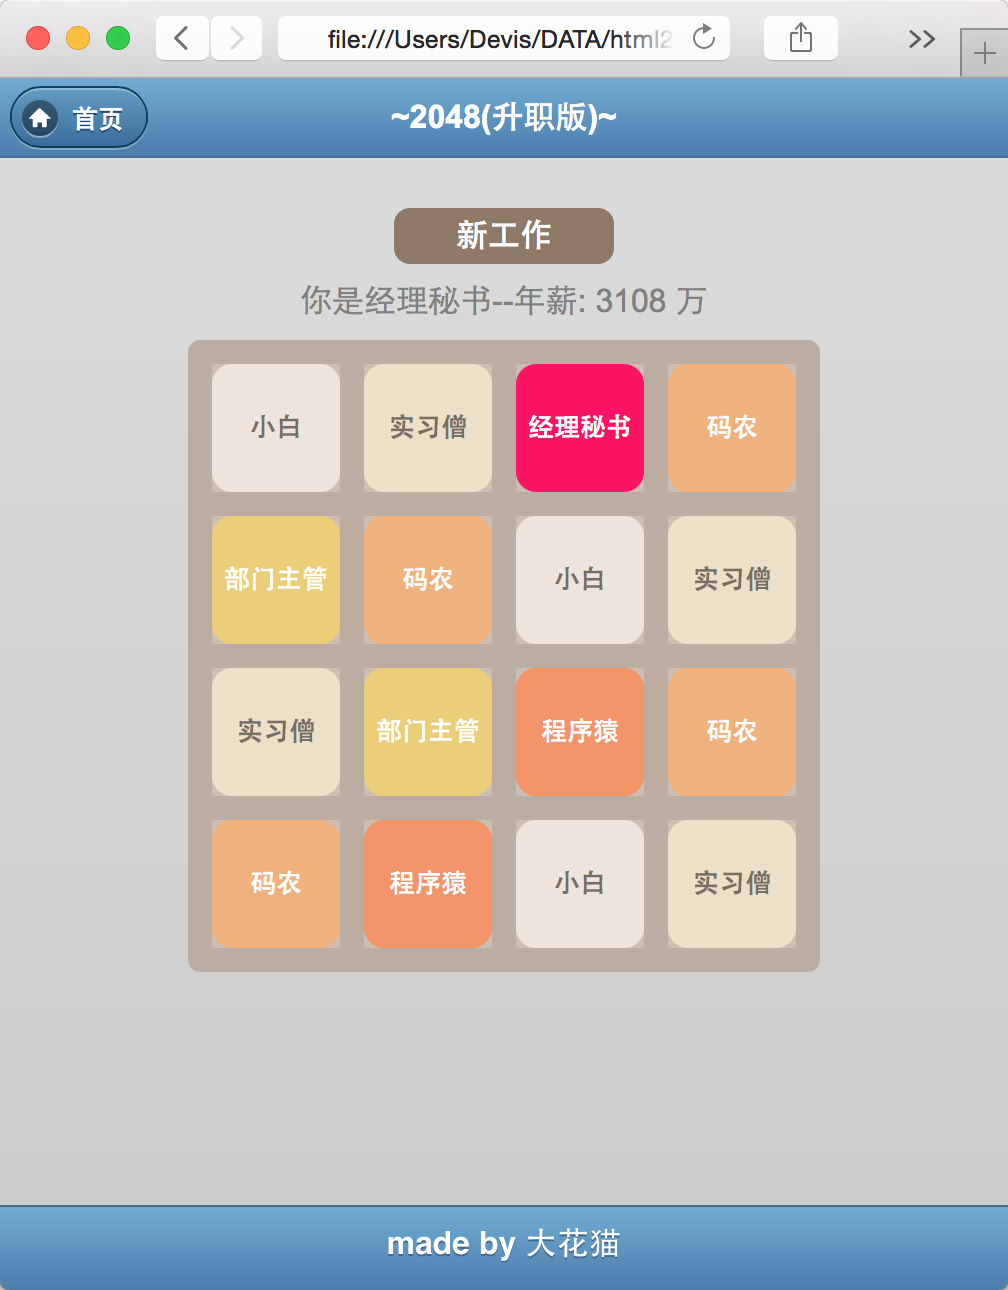 file:///Users/Devis/DATA/html2
首页
~2048(升职版)~
新工作
你是经理秘书--年薪: 3108 万
小白 实习僧 经理秘书 码农
部门主管 码农 小白 实习僧
实习僧 部门主管 程序猿 码农
码农 程序猿 小白 实习僧
made by 大花猫